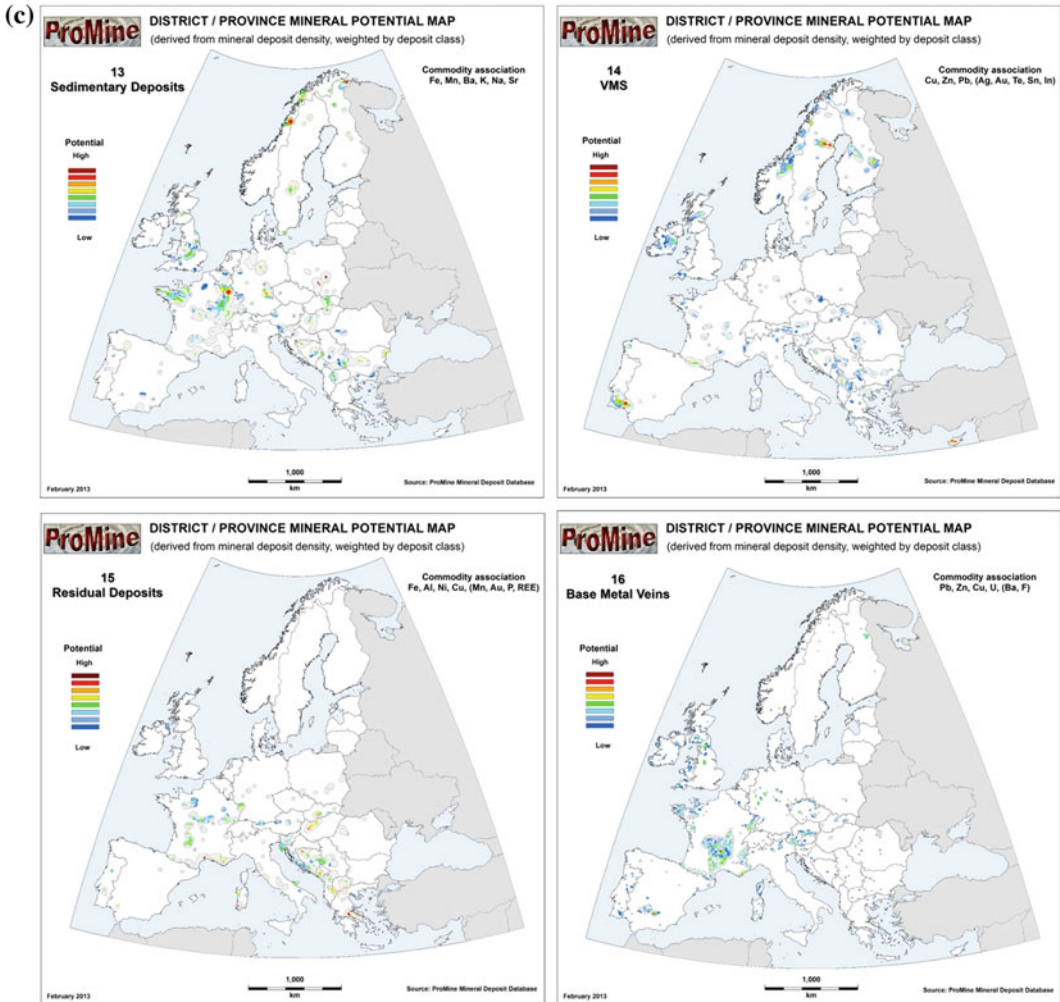 (c)
ProMine
DISTRICT / PROVINCE MINERAL POTENTIAL MAP
(derived from mineral deposit density, weighted by deposit class)
13
Sedimentary Deposits
Commodity association
Fe, Mn, Ba, K, Na, Sr
Potential
High
Low
1,000
km
February 2013
Source: ProMine Mineral Deposit Database
ProMine
DISTRICT / PROVINCE MINERAL POTENTIAL MAP
(derived from mineral deposit density, weighted by deposit class)
14
VMS
Commodity association
Cu, Zn, Pb, (Ag, Au, Te, Sn, In)
Potential
High
Low
1,000
km
February 2013
Source: ProMine Mineral Deposit Database
ProMine
DISTRICT / PROVINCE MINERAL POTENTIAL MAP
(derived from mineral deposit density, weighted by deposit class)
15
Residual Deposits
Commodity association
Fe, Al, Ni, Cu, (Mn, Au, P, REE)
Potential
High
Low
1,000
km
February 2013
Source: ProMine Mineral Deposit Database
ProMine
DISTRICT / PROVINCE MINERAL POTENTIAL MAP
(derived from mineral deposit density, weighted by deposit class)
16
Base Metal Veins
Commodity association
Pb, Zn, Cu, U, (Ba, F)
Potential
High
Low
1,000
km
February 2013
Source: ProMine Mineral Deposit Database